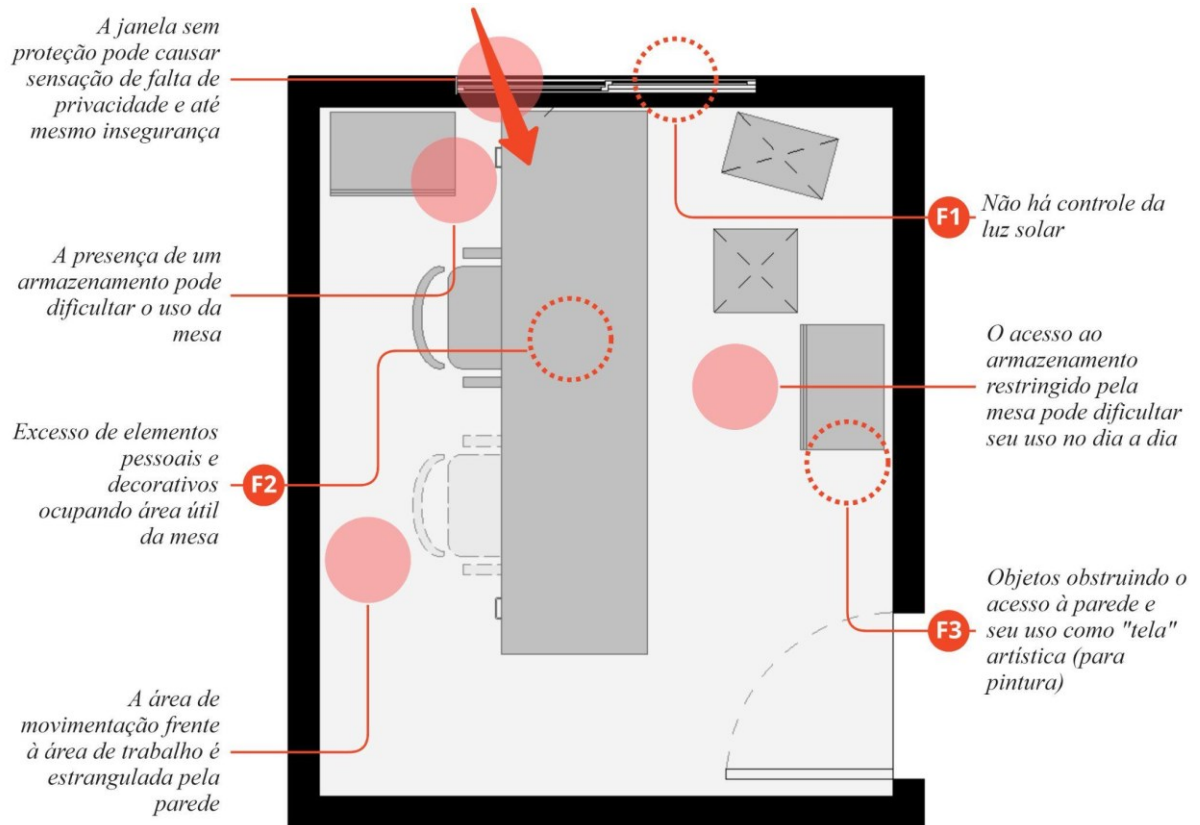 A janela sem
proteção pode causar
sensação de falta de
privacidade e até
mesmo insegurança
A presença de um
armazenamento pode
dificultar o uso da
mesa
Excesso de elementos
pessoais e
decorativos
ocupando área útil
da mesa
F2
A área de
movimentação frente
à área de trabalho é
estrangulada pela
parede
F1
Não há controle da
luz solar
O acesso ao
armazenamento
restringido pela
mesa pode dificultar
seu uso no dia a dia
F3
Objetos obstruindo o
acesso à parede e
seu uso como "tela"
artística (para
pintura)